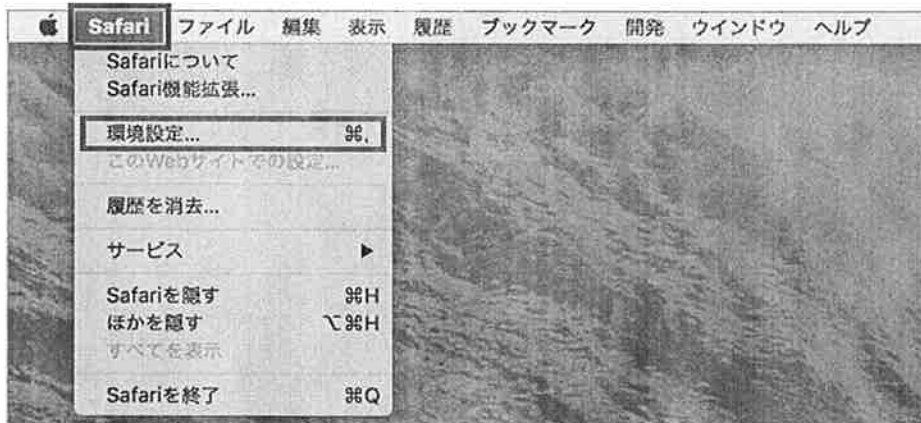 Safari ファイル 編集 表示 履歴 ブックマーク 開発 ウインドウ ヘルプ
Safariについて
Safari機能拡張...
環境設定... ⌘,
このWebサイトでの設定...
履歴を消去...
サービス ▶
Safariを隠す ⌘H
ほかを隠す ⌥⌘H
すべてを表示
Safariを終了 ⌘Q